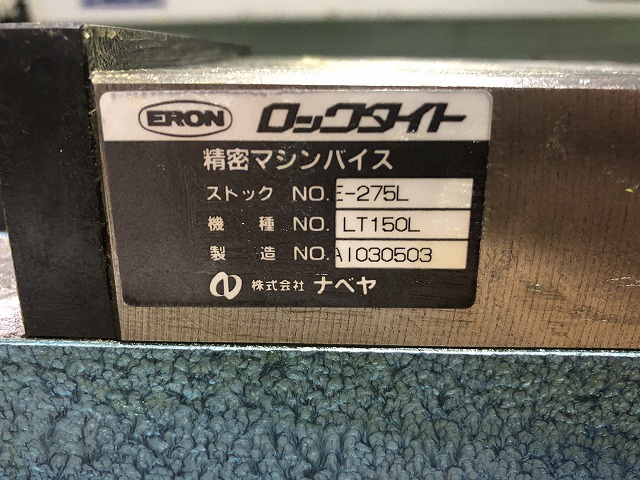 ERON ロックタイト
精密マシンバイス
ストック NO. E-275L
機種 NO. LT150L
製造 NO. A1030503
株式会社 ナベヤ